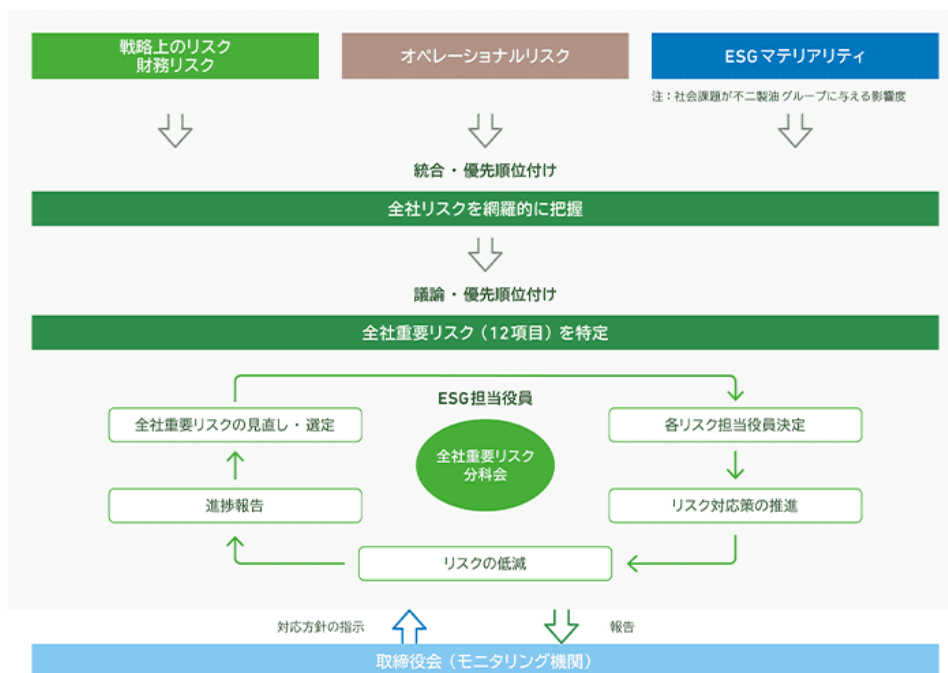 戦略上のリスク
財務リスク
オペレーショナルリスク
ESGマテリアリティ
注：社会課題が不二製油グループに与える影響度
統合・優先順位付け
全社リスクを網羅的に把握
議論・優先順位付け
全社重要リスク（12項目）を特定
ESG担当役員
全社重要リスクの見直し・選定
全社重要リスク
分科会
各リスク担当役員決定
進捗報告
リスク対応策の推進
リスクの低減
対応方針の指示
報告
取締役会（モニタリング機関）